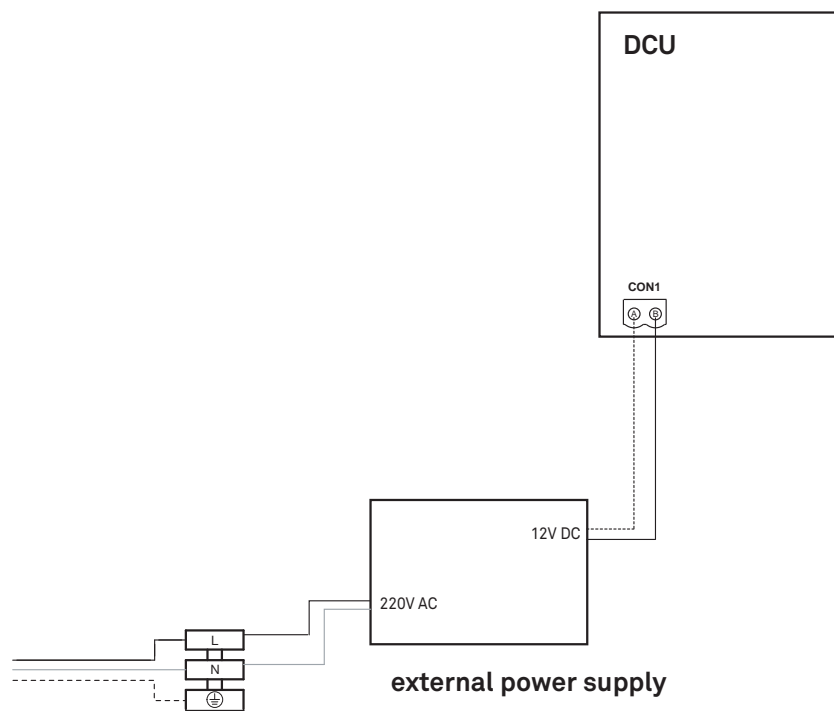 DCU
CON1
A B
12V DC
220V AC
L
N
external power supply